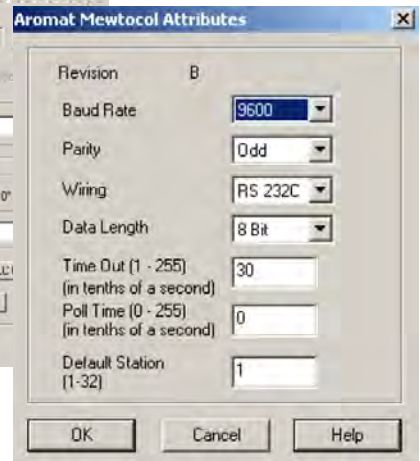 Aromat Mewtocol Attributes
Revision B
Baud Rate 9600
Parity Odd
Wiring RS 232C
Data Length 8 Bit
Time Out (1 - 255)
(in tenths of a second) 30
Poll Time (0 - 255)
(in tenths of a second) 0
Default Station
(1-32) 1
OK Cancel Help